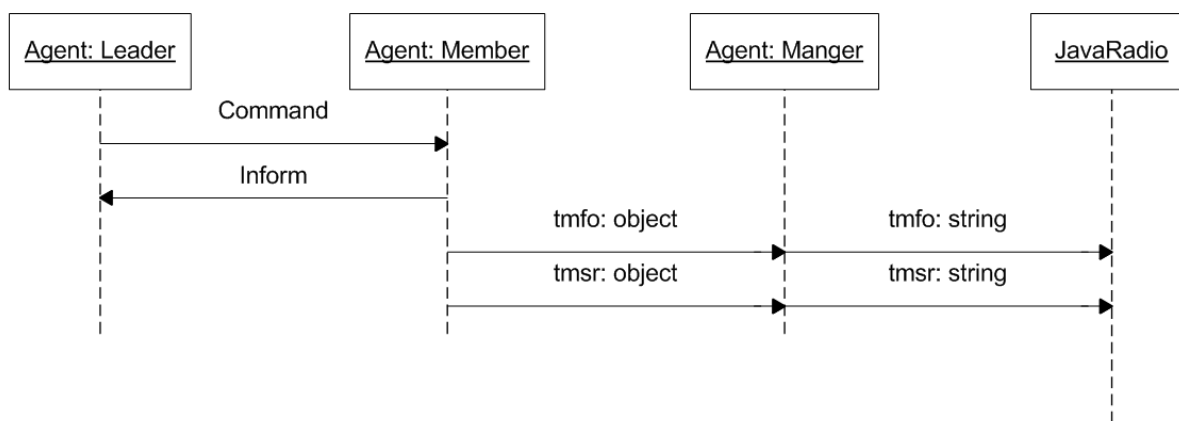 Agent: Leader
Agent: Member
Agent: Manger
JavaRadio
Command
Inform
tmfo: object
tmfo: string
tmsr: object
tmsr: string